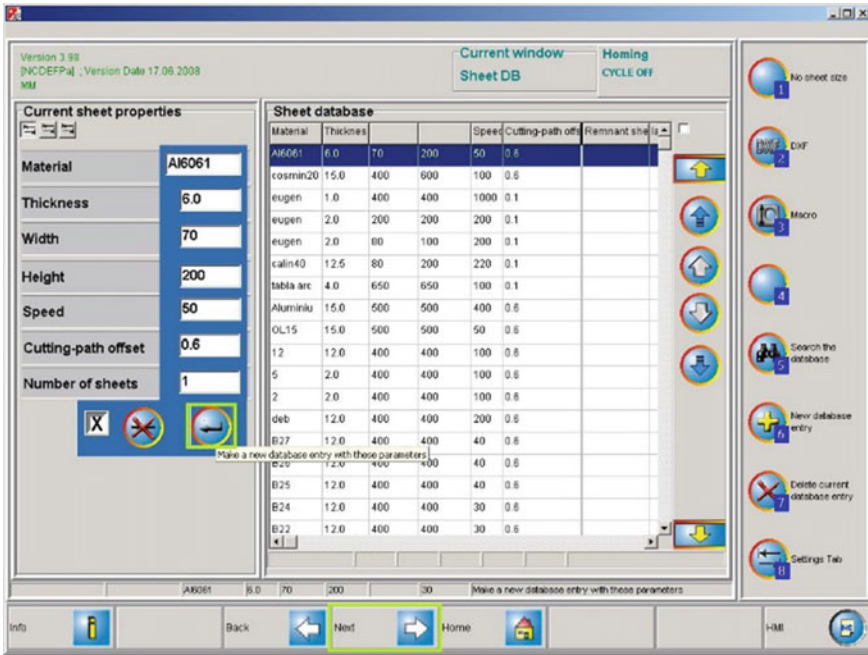 Version 3.98
[NCDEFPa] ; Version Date 17.06.2008
MM
Current window
Sheet DB
Homing
CYCLE OFF
Current sheet properties
Material Al6061
Thickness 6.0
Width 70
Height 200
Speed 50
Cutting-path offset 0.6
Number of sheets 1
X
Make a new database entry with these parameters
Sheet database
Material Thicknes Speed Cutting-path offs Remnant she
Al6061 6.0 70 200 50 0.6
cosmin20 15.0 400 600 100 0.6
eugen 1.0 400 400 1000 0.1
eugen 2.0 200 200 200 0.1
eugen 2.0 80 100 200 0.1
calin40 12.5 80 200 220 0.1
tabla arc 4.0 650 650 100 0.1
Aluminiu 15.0 500 500 400 0.6
OL15 15.0 500 500 50 0.6
12 12.0 400 400 100 0.6
5 2.0 400 400 100 0.6
2 2.0 400 400 100 0.6
deb 12.0 400 400 200 0.6
B27 12.0 400 400 40 0.6
B26 12.0 400 400 40 0.6
B25 12.0 400 400 40 0.6
B24 12.0 400 400 30 0.6
B22 12.0 400 400 30 0.6
1 No sheet size
2 DXF
3 Macro
4
5 Search the database
6 New database entry
7 Delete current database entry
8 Settings Tab
Al6061 6.0 70 200 30 Make a new database entry with these parameters
Info
Back
Next
Home
HMI